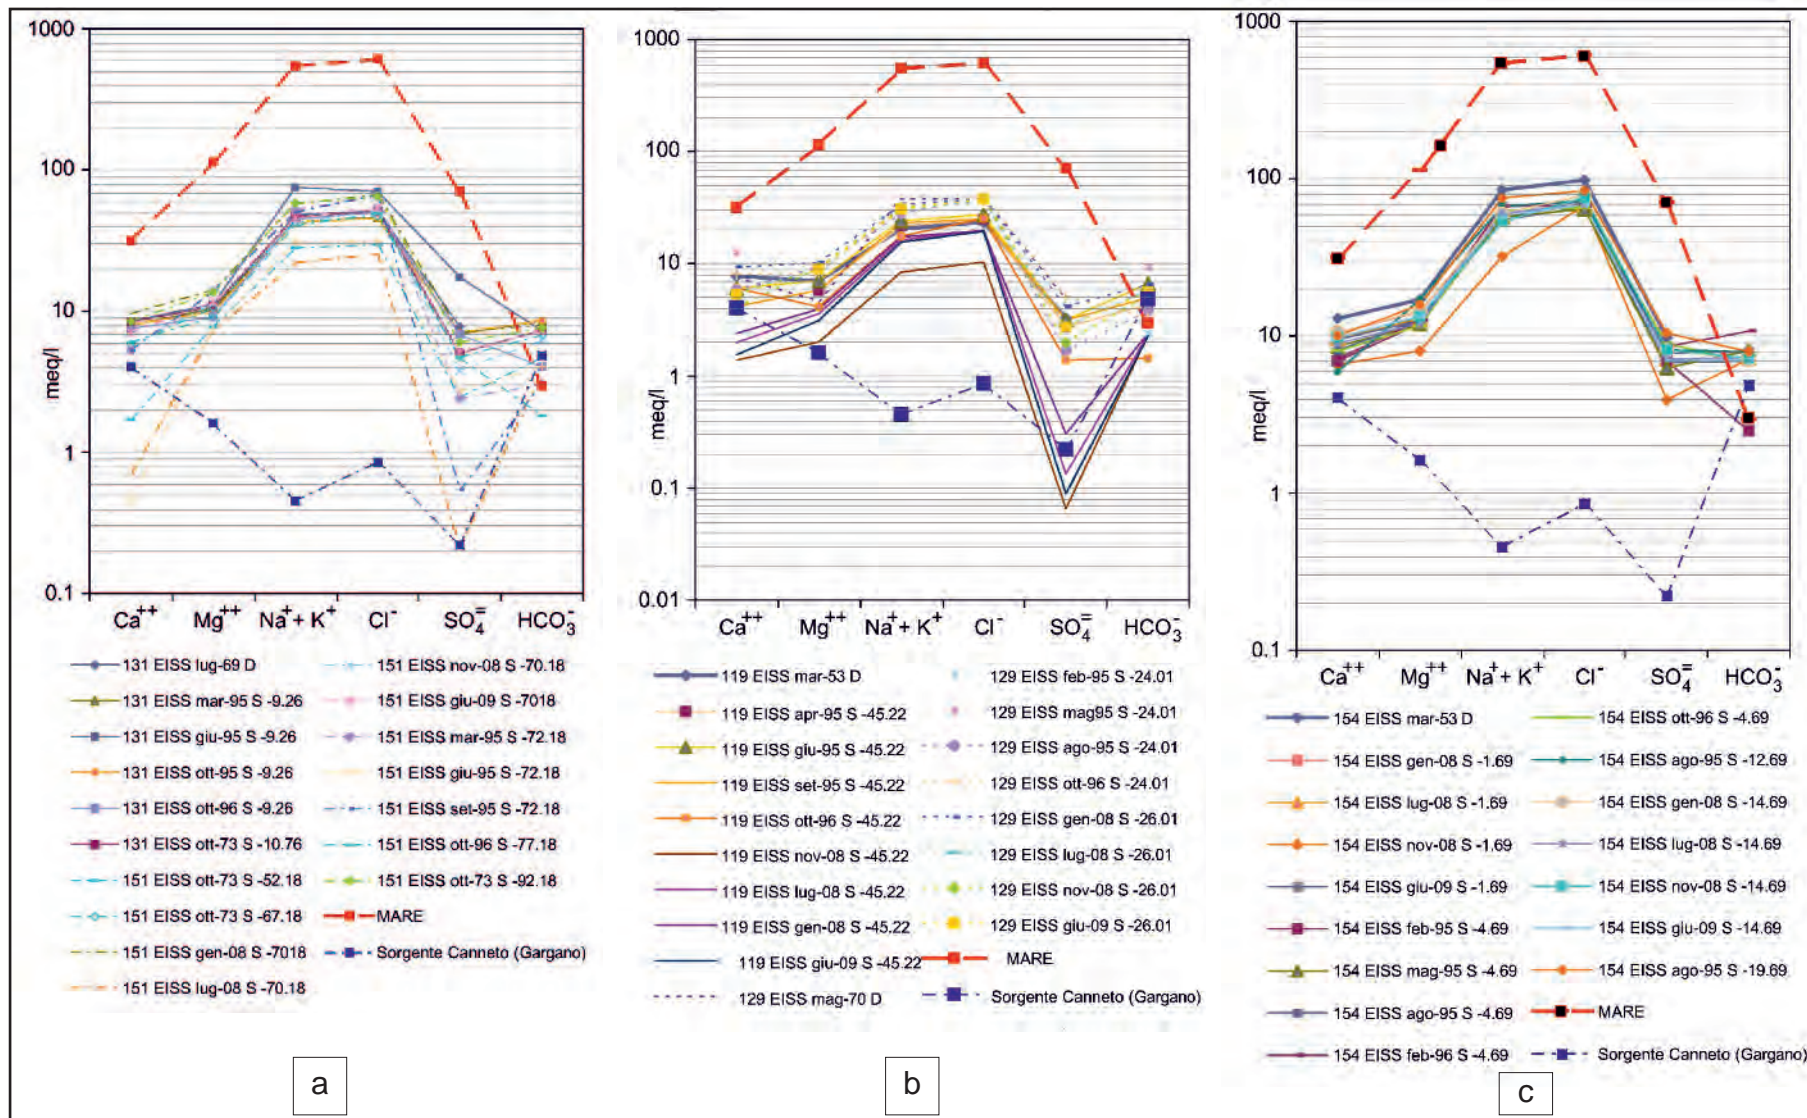 1000
100
10
1
0.1
meq/l
Ca++ Mg++ Na+ + K+ Cl- SO4= HCO3-
131 EISS lug-69 D
131 EISS mar-95 S -9.26
131 EISS giu-95 S -9.26
131 EISS ott-95 S -9.26
131 EISS ott-96 S -9.26
131 EISS ott-73 S -10.76
151 EISS ott-73 S -52.18
151 EISS ott-73 S -67.18
151 EISS gen-08 S -7018
151 EISS lug-08 S -70.18
151 EISS nov-08 S -70.18
151 EISS giu-09 S -7018
151 EISS mar-95 S -72.18
151 EISS giu-95 S -72.18
151 EISS set-95 S -72.18
151 EISS ott-96 S -77.18
151 EISS ott-73 S -92.18
MARE
Sorgente Canneto (Gargano)
a
1000
100
10
1
0.1
0.01
meq/l
Ca++ Mg++ Na+ + K+ Cl- SO4= HCO3-
119 EISS mar-53 D
119 EISS apr-95 S -45.22
119 EISS giu-95 S -45.22
119 EISS set-95 S -45.22
119 EISS ott-96 S -45.22
119 EISS nov-08 S -45.22
119 EISS lug-08 S -45.22
119 EISS gen-08 S -45.22
119 EISS giu-09 S -45.22
129 EISS mag-70 D
129 EISS feb-95 S -24.01
129 EISS mag95 S -24.01
129 EISS ago-95 S -24.01
129 EISS ott-96 S -24.01
129 EISS gen-08 S -26.01
129 EISS lug-08 S -26.01
129 EISS nov-08 S -26.01
129 EISS giu-09 S -26.01
MARE
Sorgente Canneto (Gargano)
b
1000
100
10
1
0.1
meq/l
Ca++ Mg++ Na+ + K+ Cl- SO4= HCO3-
154 EISS mar-53 D
154 EISS gen-08 S -1.69
154 EISS lug-08 S -1.69
154 EISS nov-08 S -1.69
154 EISS giu-09 S -1.69
154 EISS feb-95 S -4.69
154 EISS mag-95 S -4.69
154 EISS ago-95 S -4.69
154 EISS feb-96 S -4.69
154 EISS ott-96 S -4.69
154 EISS ago-95 S -12.69
154 EISS gen-08 S -14.69
154 EISS lug-08 S -14.69
154 EISS nov-08 S -14.69
154 EISS giu-09 S -14.69
154 EISS ago-95 S -19.69
MARE
Sorgente Canneto (Gargano)
c